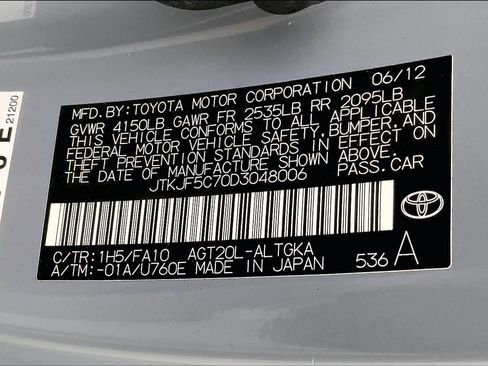 MFD.BY:TOYOTA MOTOR CORPORATION 06/12
GVWR 4150LB GAWR FR 2535LB RR 2095LB
THIS VEHICLE CONFORMS TO ALL APPLICABLE
FEDERAL MOTOR VEHICLE SAFETY, BUMPER, AND
THEFT PREVENTION STANDARDS IN EFFECT ON
THE DATE OF MANUFACTURE SHOWN ABOVE.
JTKJF5C70D3048006 PASS.CAR
C/TR: 1H5/FA10 AGT20L-ALTGKA
A/TM:-01A/U760E MADE IN JAPAN 536 A
TOYOTA
21200